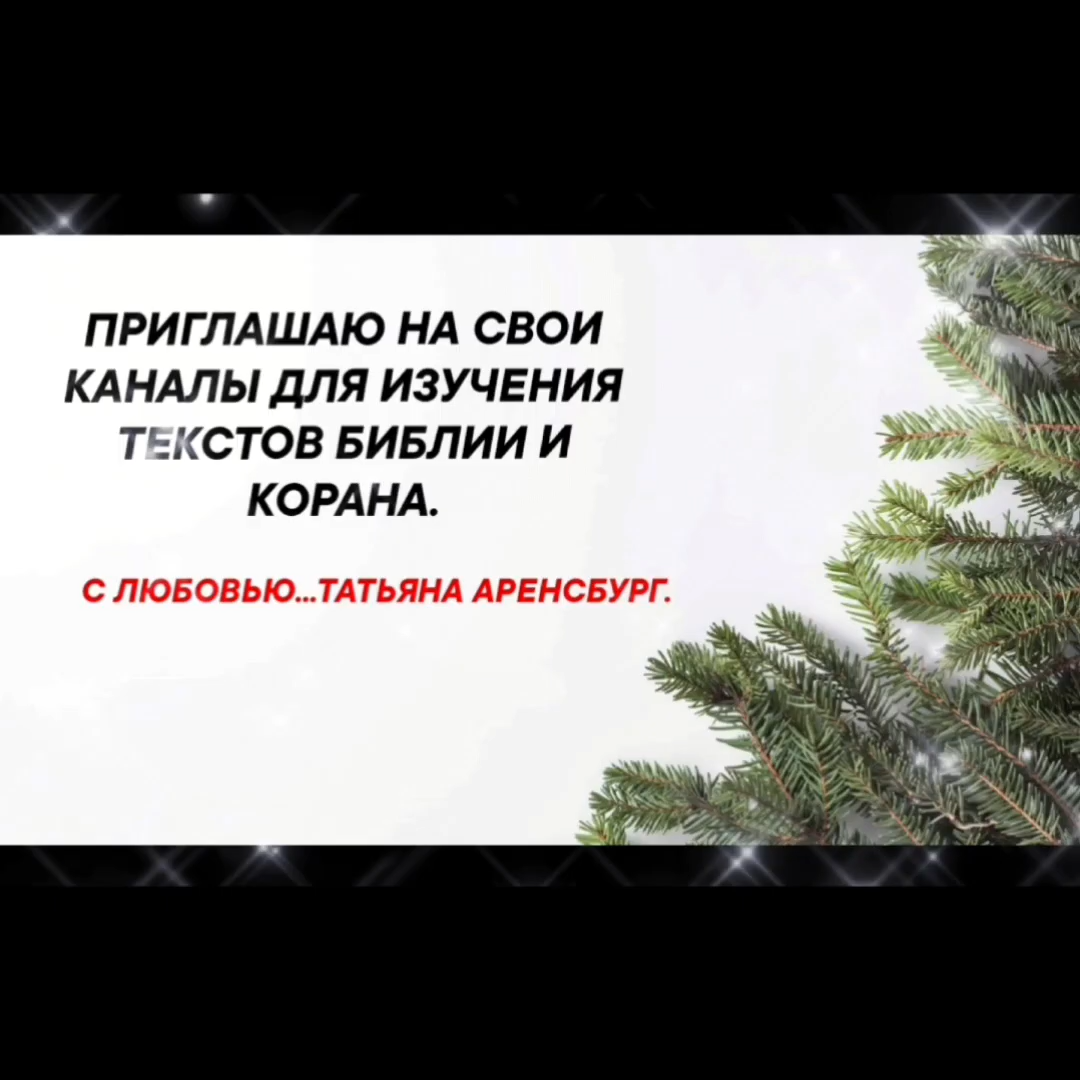 ПРИГЛАШАЮ НА СВОИ
КАНАЛЫ ДЛЯ ИЗУЧЕНИЯ
ТЕКСТОВ БИБЛИИ И
КОРАНА.
С ЛЮБОВЬЮ...ТАТЬЯНА АРЕНСБУРГ.